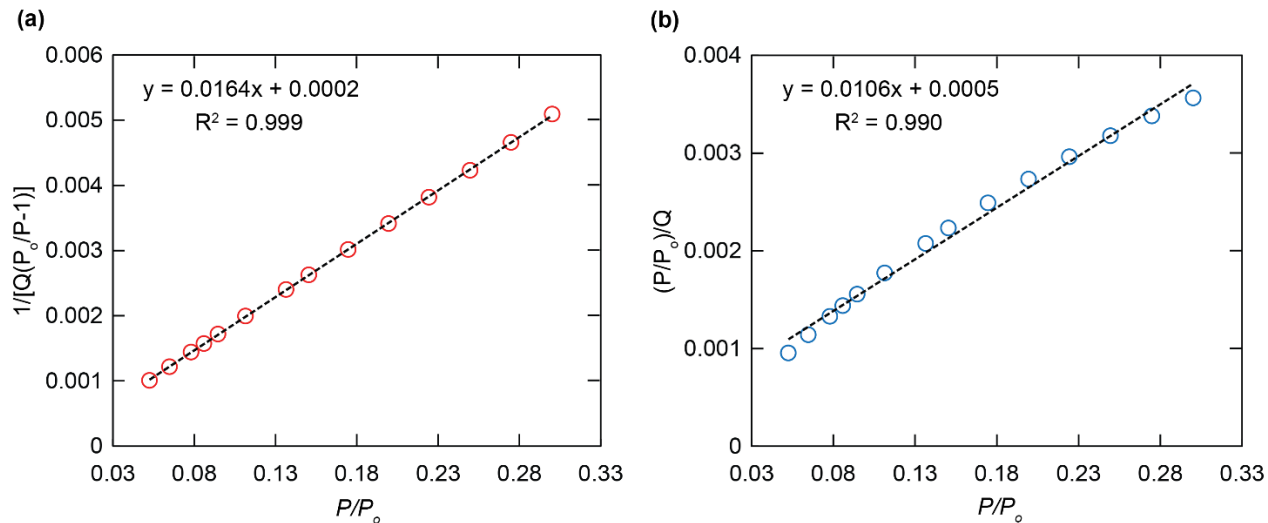 (a)
0.006
0.005
0.004
0.003
0.002
0.001
0
1/[Q(Pₒ/P-1)]
y = 0.0164x + 0.0002
R² = 0.999
0.03 0.08 0.13 0.18 0.23 0.28 0.33
P/Pₒ
(b)
0.004
0.003
0.002
0.001
0
(P/Pₒ)/Q
y = 0.0106x + 0.0005
R² = 0.990
0.03 0.08 0.13 0.18 0.23 0.28 0.33
P/Pₒ